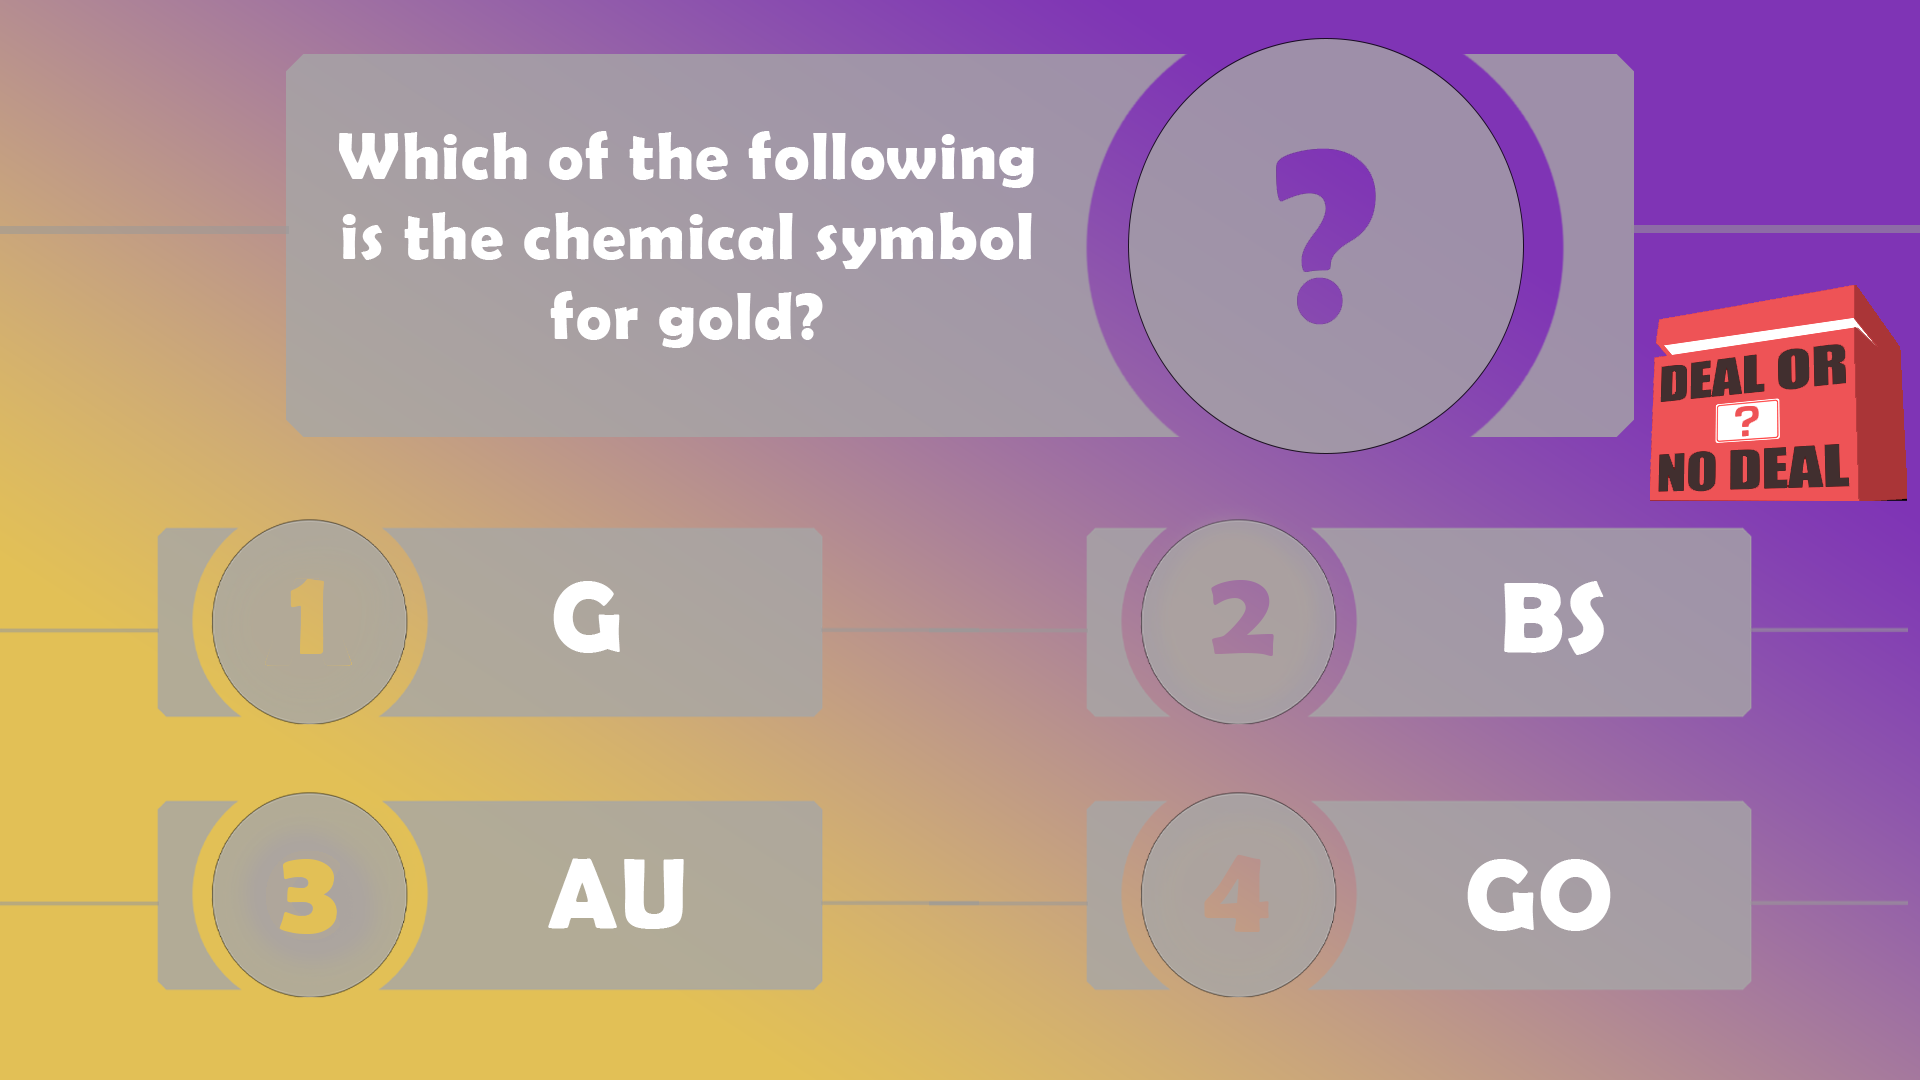 Which of the following
is the chemical symbol
for gold?
?
DEAL OR
?
NO DEAL
1
G
2
BS
3
AU
4
GO